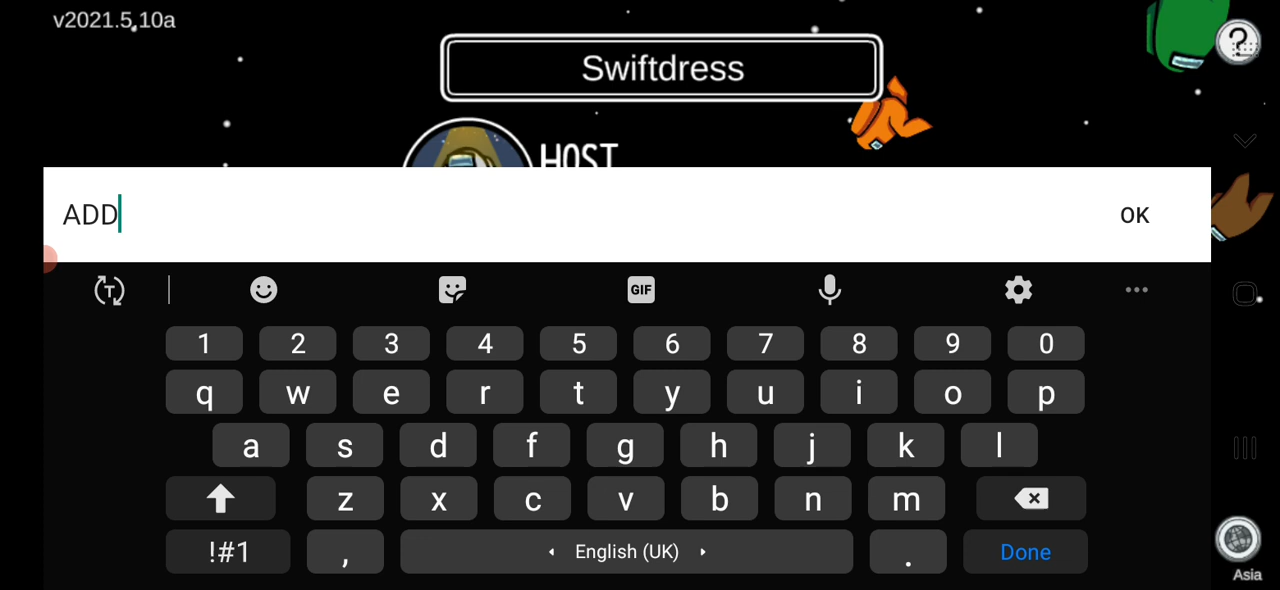 v2021.5.10a
Swiftdress
HOST
ADD
OK
GIF
1 2 3 4 5 6 7 8 9 0
q w e r t y u i o p
a s d f g h j k l
z x c v b n m
!#1 , English (UK) . Done
Asia